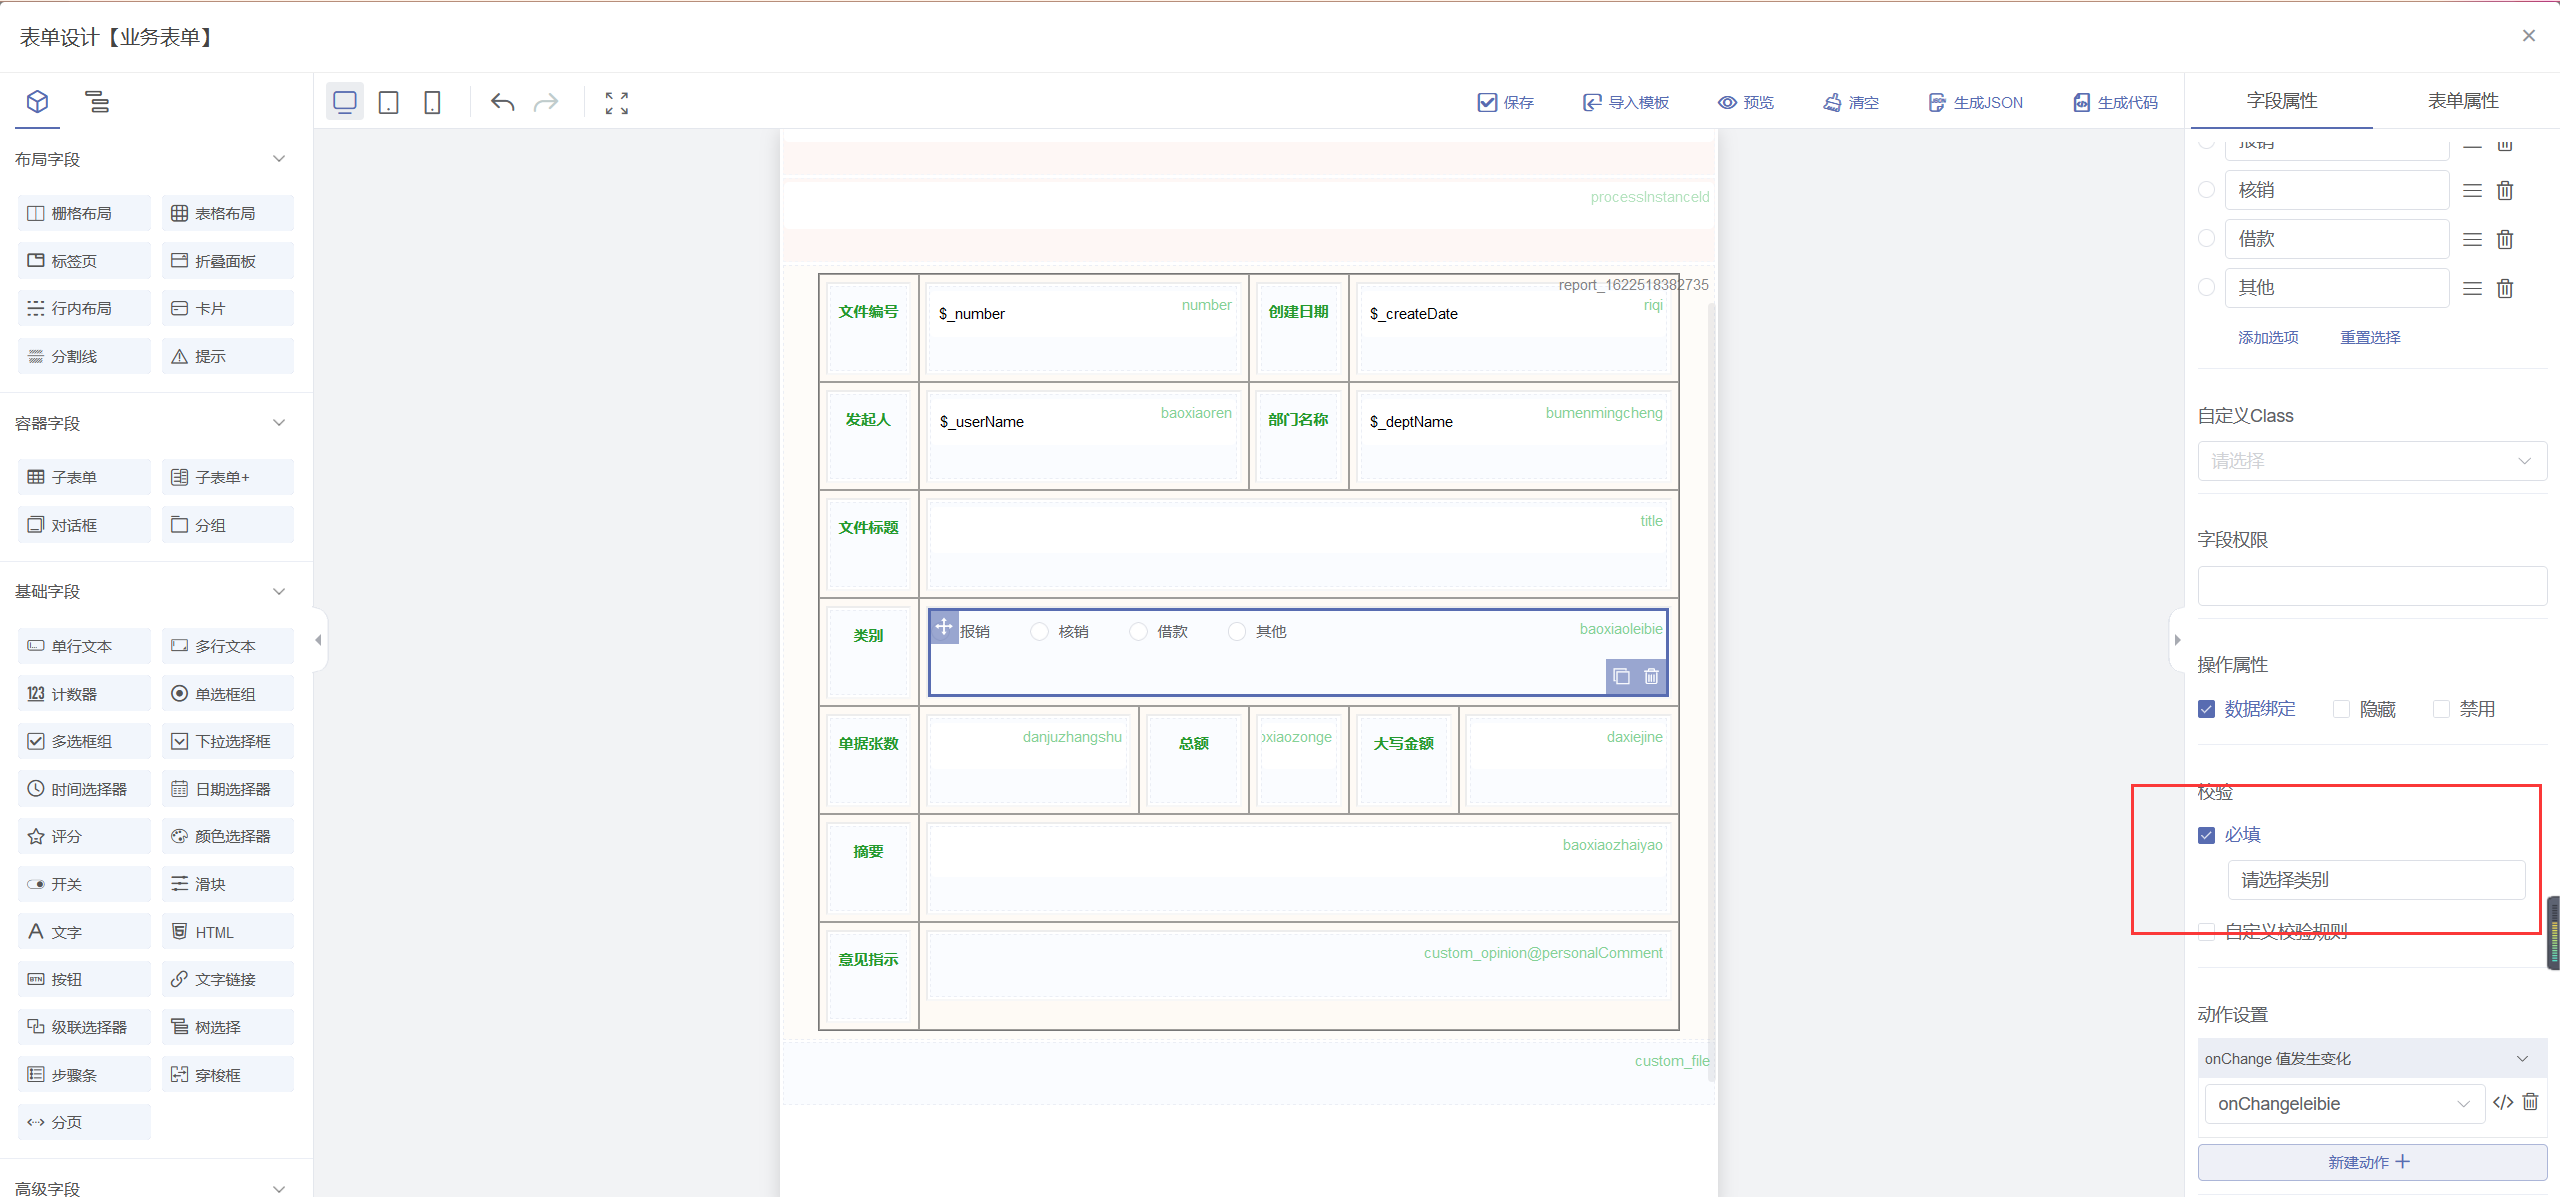 表单设计【业务表单】
保存
导入模板
预览
清空
生成JSON
生成代码
字段属性
表单属性
布局字段
栅格布局
表格布局
标签页
折叠面板
行内布局
卡片
分割线
提示
容器字段
子表单
子表单+
对话框
分组
基础字段
单行文本
多行文本
计数器
单选框组
多选框组
下拉选择框
时间选择器
日期选择器
评分
颜色选择器
开关
滑块
文字
HTML
按钮
文字链接
级联选择器
树选择
步骤条
穿梭框
分页
高级字段
processInstanceId
report_1622518382735
文件编号
$_number
number
创建日期
$_createDate
riqi
发起人
$_userName
baoxiaoren
部门名称
$_deptName
bumenmingcheng
文件标题
title
类别
报销
核销
借款
其他
baoxiaoleibie
单据张数
danjuzhangshu
总额
xiaozonge
大写金额
daxiejine
摘要
baoxiaozhaiyao
意见指示
custom_opinion@personalComment
custom_file
报销
核销
借款
其他
添加选项
重置选择
自定义Class
请选择
字段权限
操作属性
数据绑定
隐藏
禁用
校验
必填
请选择类别
自定义校验规则
动作设置
onChange 值发生变化
onChangeleibie
新建动作